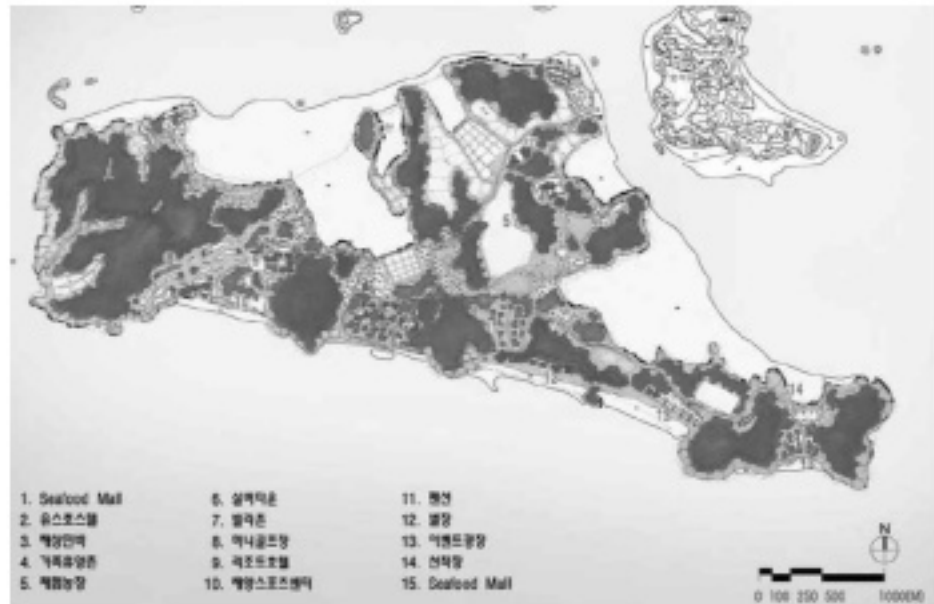 5
14
1. Seafood Mall
2. 유스호스텔
3. 해상민박
4. 가족휴양촌
5. 체험농장
6. 실버타운
7. 빌라촌
8. 미니골프장
9. 리조트호텔
10. 해양스포츠센터
11. 펜션
12. 별장
13. 이벤트광장
14. 선착장
15. Seafood Mall
N
0 100 250 500 1000(M)